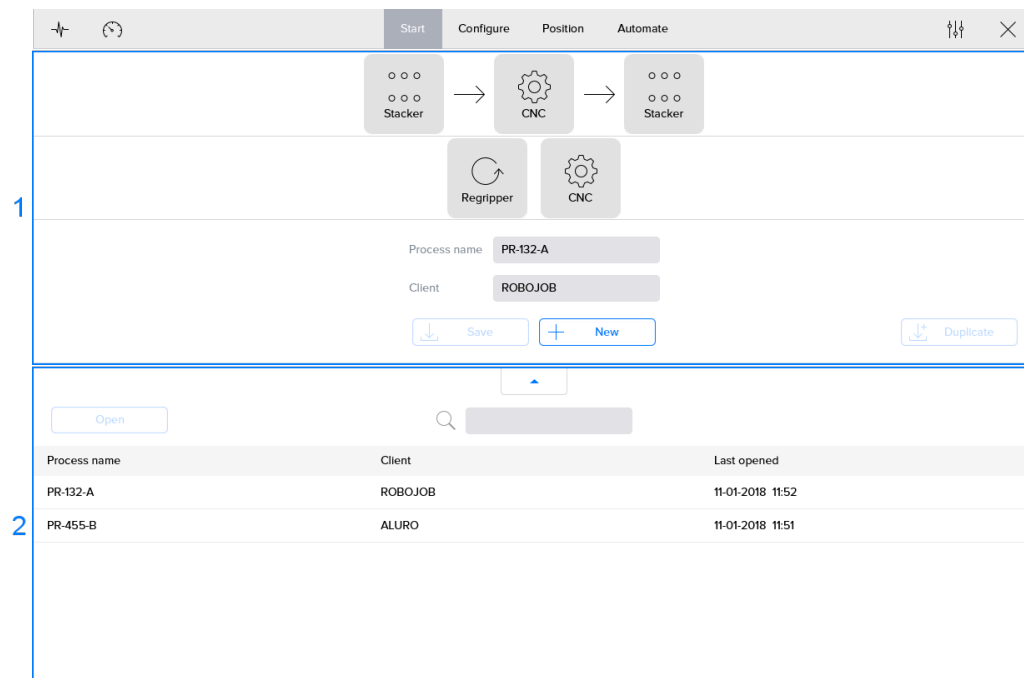 Start Configure Position Automate
Stacker CNC Stacker
Regripper CNC
1
Process name PR-132-A
Client ROBOJOB
Save New Duplicate
Open
Process name Client Last opened
PR-132-A ROBOJOB 11-01-2018 11:52
2
PR-455-B ALURO 11-01-2018 11:51